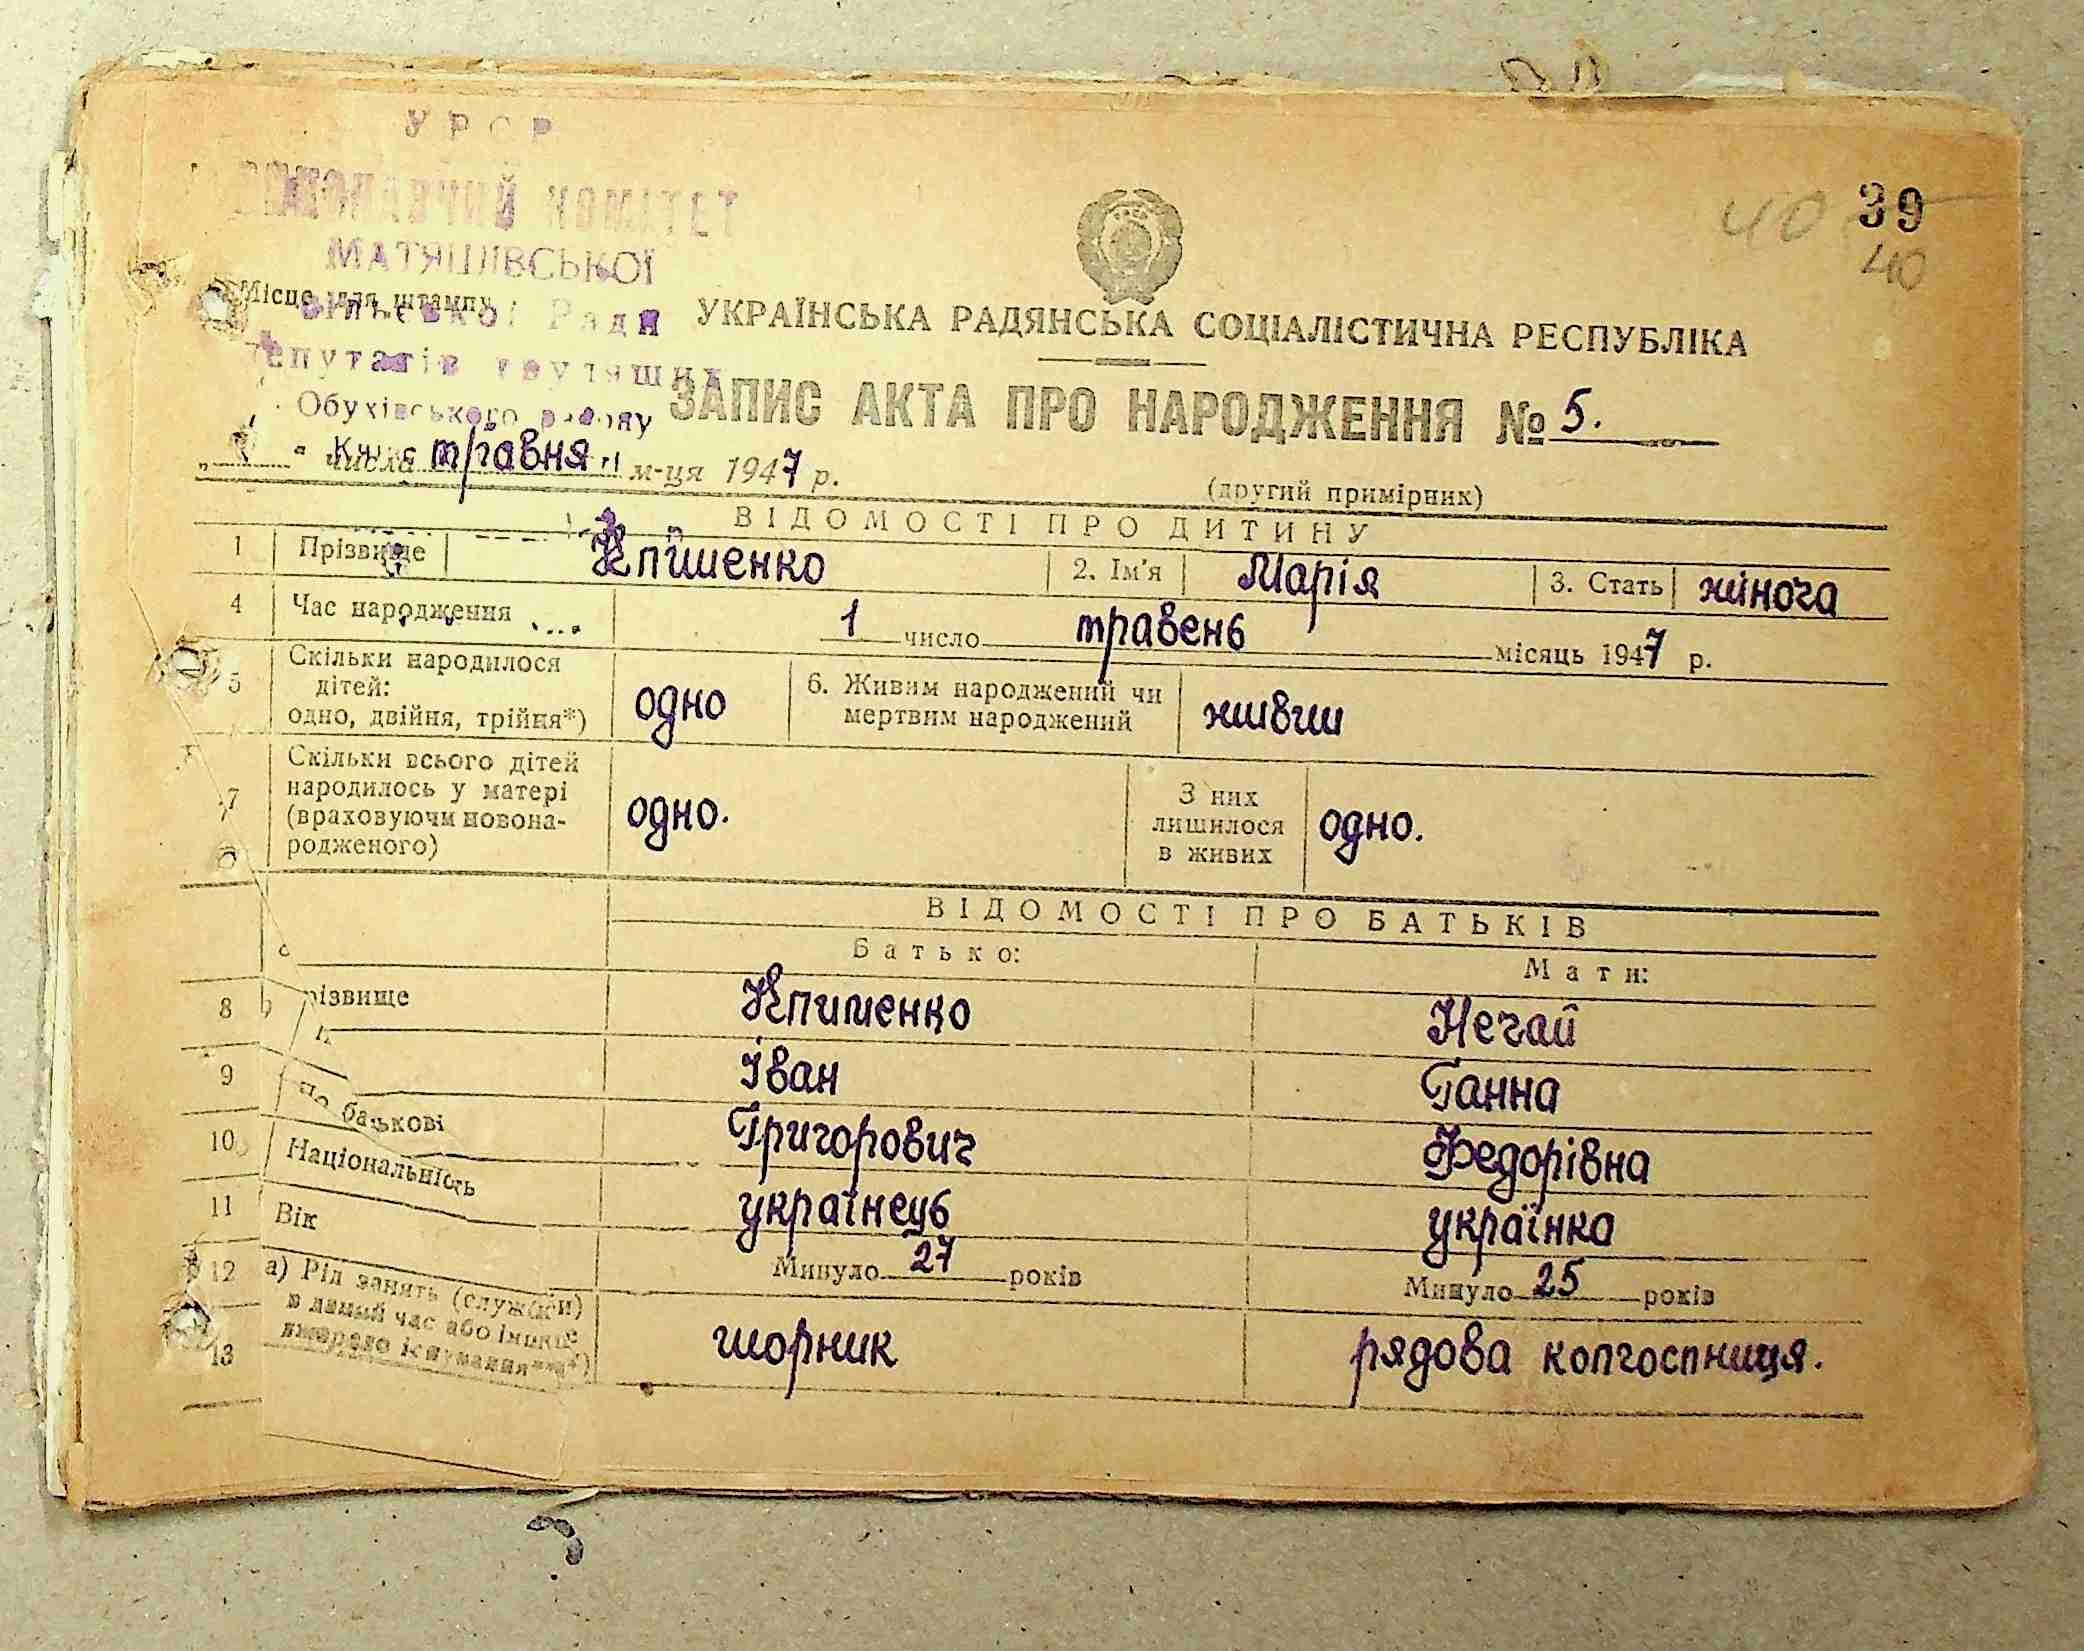 УРСР
ВИКОНАВЧИЙ КОМІТЕТ
МАТЯШІВСЬКОЇ
Місце для штампу
сільської Ради
депутатів трудящих
Обухівського району
40 39
40
УКРАЇНСЬКА РАДЯНСЬКА СОЦІАЛІСТИЧНА РЕСПУБЛІКА
ЗАПИС АКТА ПРО НАРОДЖЕННЯ № 5.
числа травня м-ця 1947 р.
(другий примірник)
ВІДОМОСТІ ПРО ДИТИНУ
1 Прізвище Клименко 2. Ім'я Марія 3. Стать жіноча
4 Час народження 1 число травень місяць 1947 р.
5 Скільки народилося дітей: одно, двійня, трійня*) одно 6. Живим народжений чи мертвим народжений живим
7 Скільки всього дітей народилось у матері (враховуючи новонародженого) одно. З них лишилося в живих одно.
ВІДОМОСТІ ПРО БАТЬКІВ
Батько: Мати:
8 різвище Клименко Нечай
9 Іван Ганна
По батькові Григорович Федорівна
10 Національність українець українка
11 Вік Минуло 27 років Минуло 25 років
12 а) Рід занять (служби) в даний час або інше джерело існування**) шорник рядова колгоспниця.
13